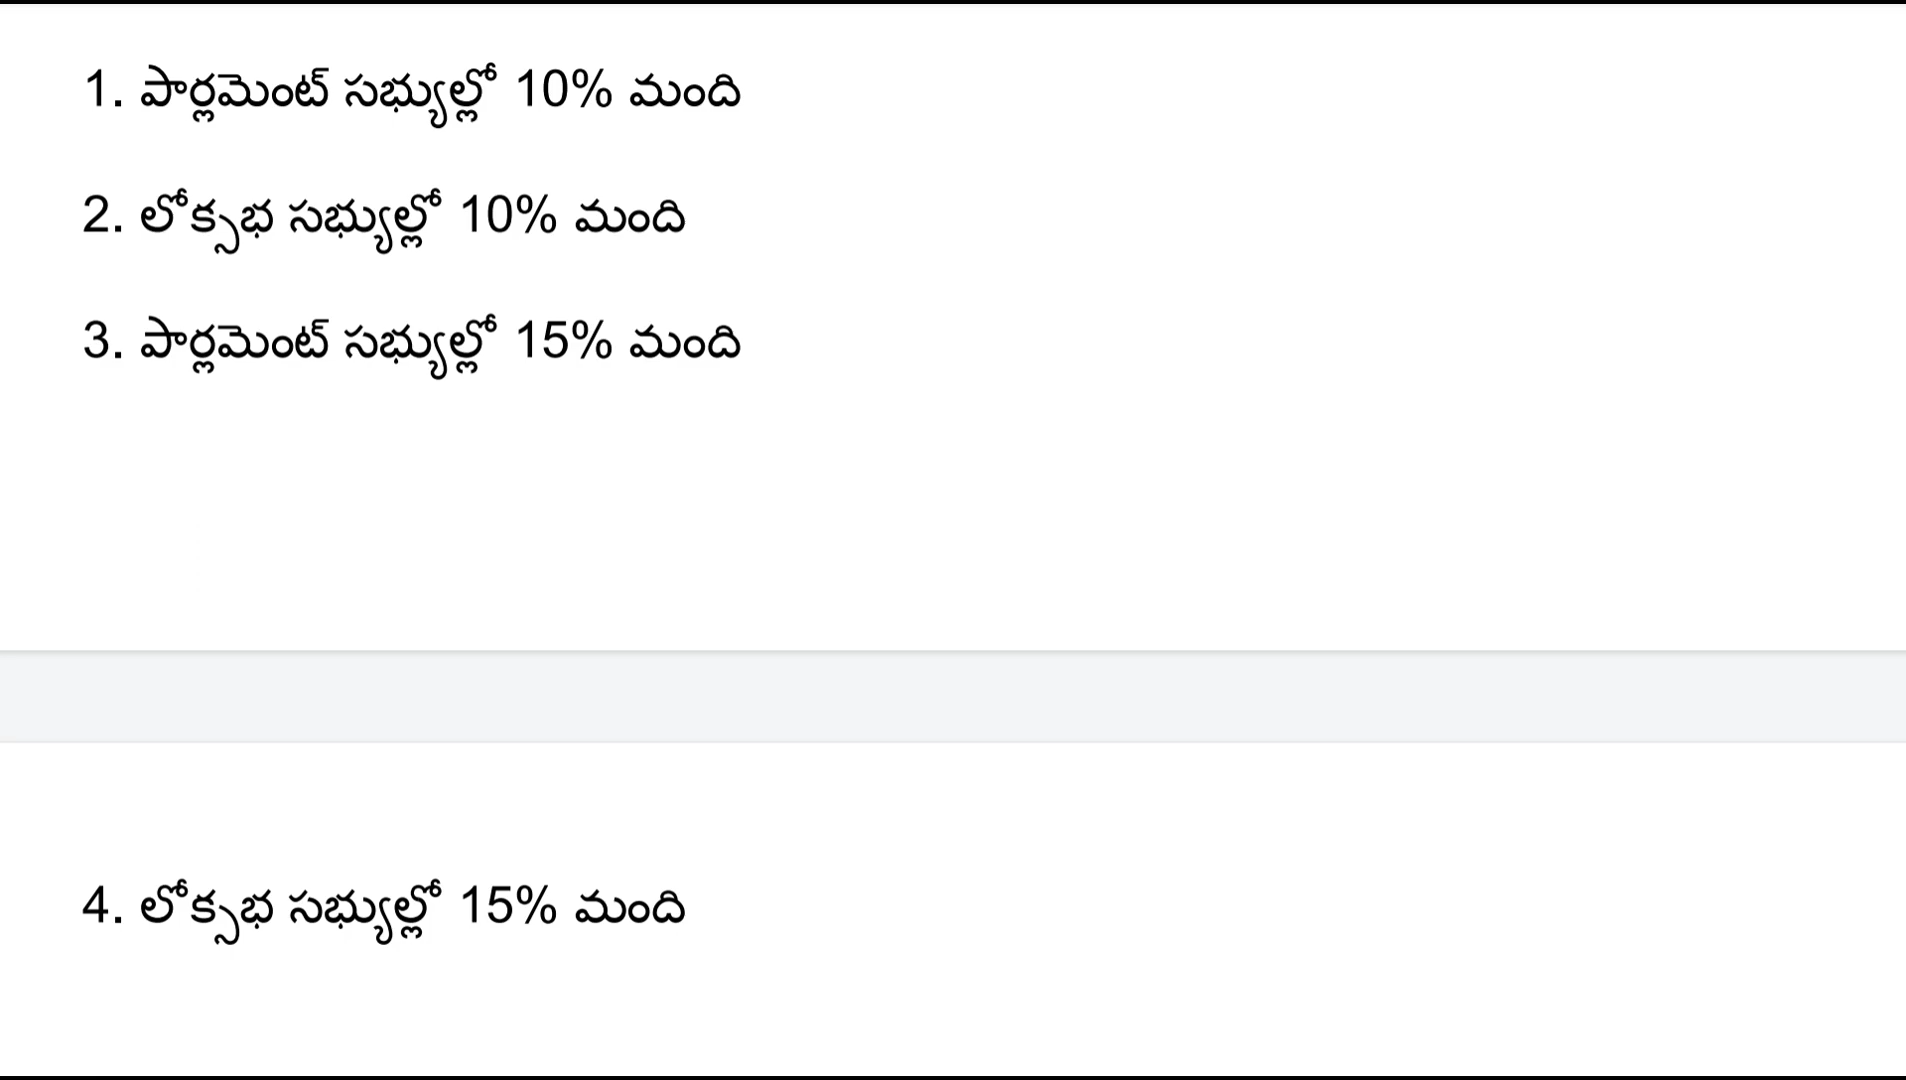 1. పార్లమెంట్ సభ్యుల్లో 10% మంది
2. లోక్సభ సభ్యుల్లో 10% మంది
3. పార్లమెంట్ సభ్యుల్లో 15% మంది
4. లోక్సభ సభ్యుల్లో 15% మంది